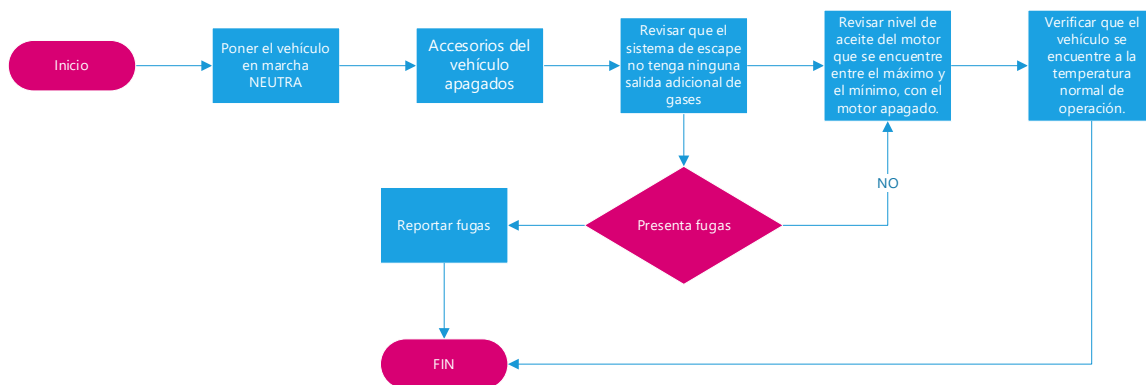 Inicio
Poner el vehículo
en marcha
NEUTRA
Accesorios del
vehículo
apagados
Revisar que el
sistema de escape
no tenga ninguna
salida adicional de
gases
Revisar nivel de
aceite del motor
que se encuentre
entre el máximo y
el mínimo, con el
motor apagado.
Verificar que el
vehículo se
encuentre a la
temperatura
normal de
operación.
NO
Reportar fugas
Presenta fugas
FIN